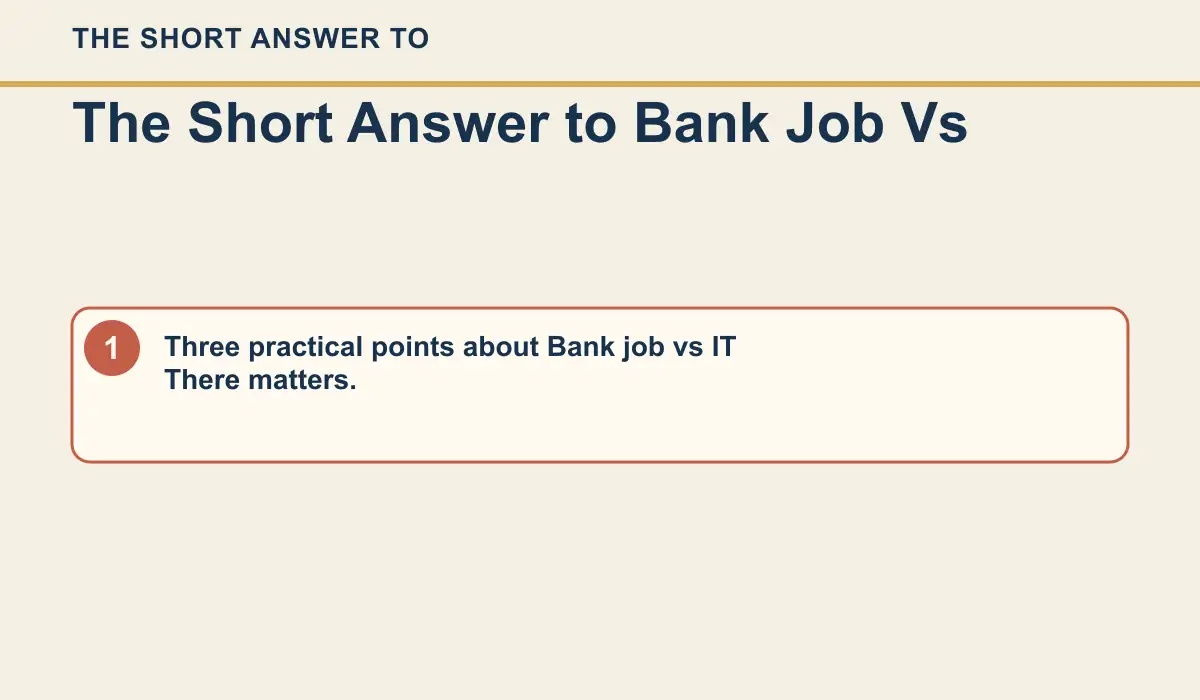 THE SHORT ANSWER TO
The Short Answer to Bank Job Vs
1
Three practical points about Bank job vs IT
There matters.